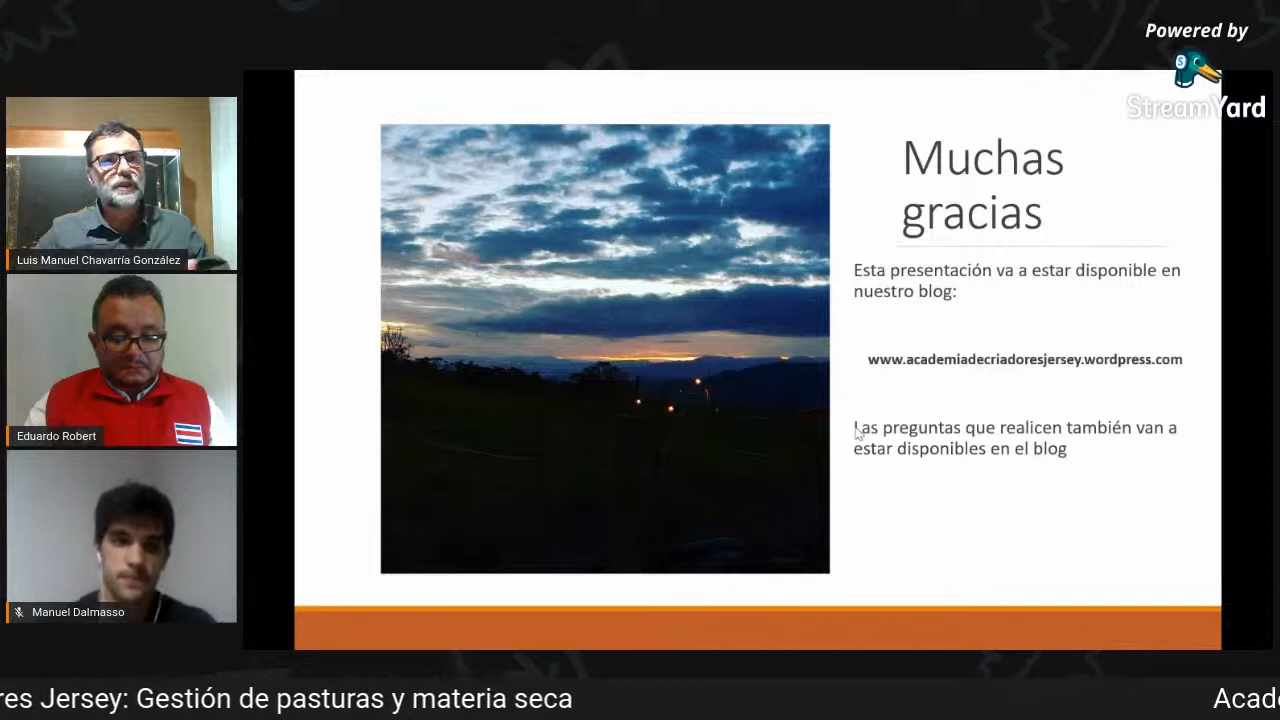 Powered by
StreamYard
Luis Manuel Chavarría González
Eduardo Robert
Manuel Dalmasso
Muchas
gracias
Esta presentación va a estar disponible en
nuestro blog:
www.academiadecriadoresjersey.wordpress.com
Las preguntas que realicen también van a
estar disponibles en el blog
res Jersey: Gestión de pasturas y materia seca
Acad